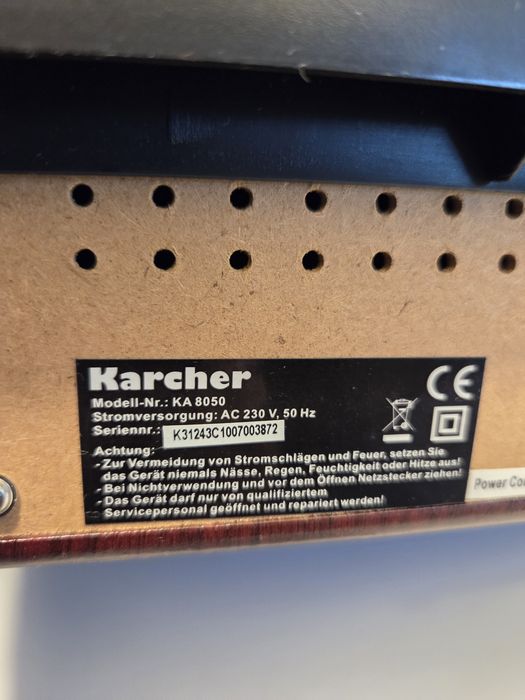 Karcher
Modell-Nr.: KA 8050
Stromversorgung: AC 230 V, 50 Hz
Seriennr.: K31243C1007003872
Achtung:
- Zur Vermeidung von Stromschlägen und Feuer, setzen Sie
das Gerät niemals Nässe, Regen, Feuchtigkeit oder Hitze aus!
- Bei Nichtverwendung und vor dem Öffnen Netzstecker ziehen!
- Das Gerät darf nur von qualifiziertem
Servicepersonal geöffnet und repariert werden!
CE
Power